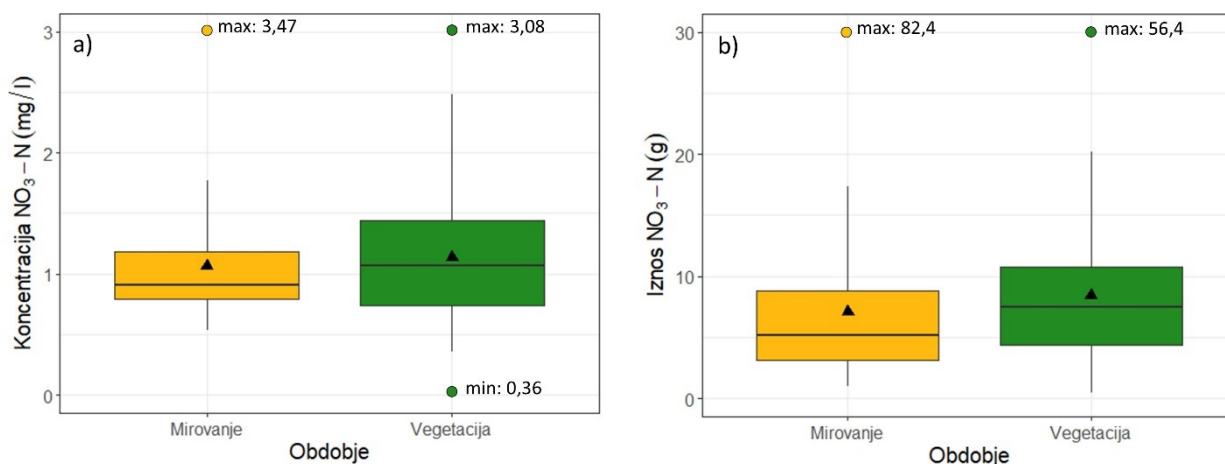 a)
Koncentracija NO₃ − N (mg/l)
3
2
1
0
max: 3,47
max: 3,08
min: 0,36
Mirovanje
Vegetacija
Obdobje
b)
Iznos NO₃ − N (g)
30
20
10
0
max: 82,4
max: 56,4
Mirovanje
Vegetacija
Obdobje